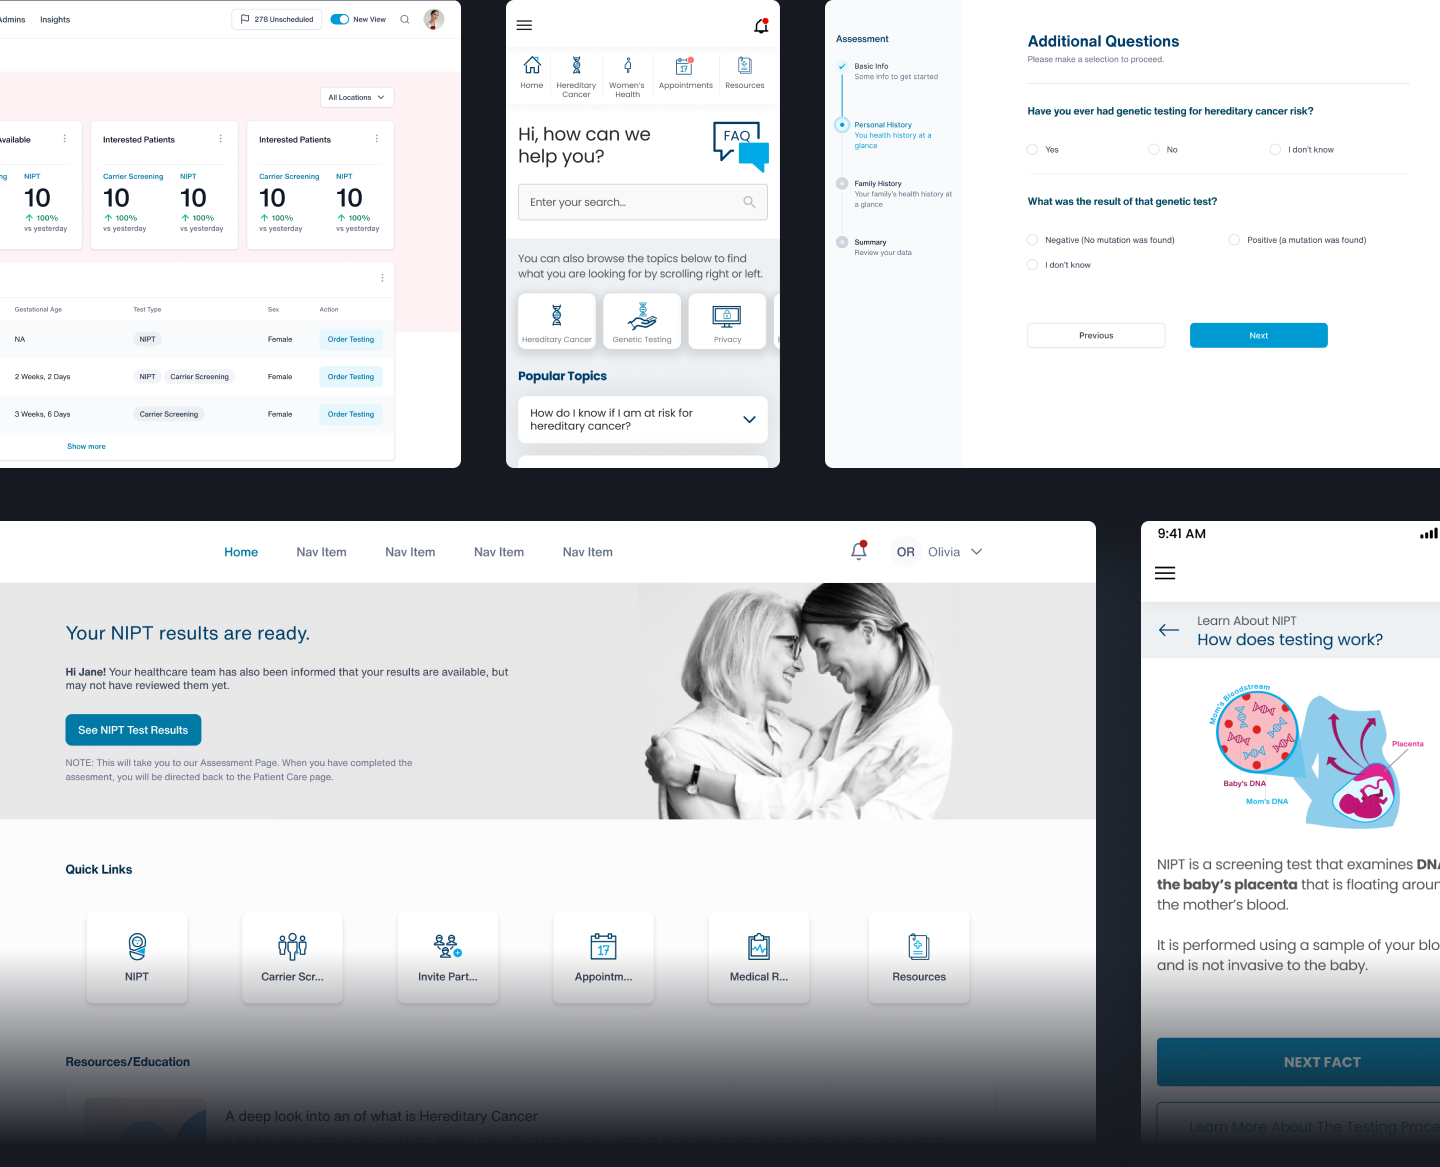 Admins Insights
278 Unscheduled
New View
All Locations
Available
Interested Patients
Interested Patients
NIPT
Carrier Screening NIPT
Carrier Screening NIPT
10
10 10
10 10
100%
100% 100%
100% 100%
vs yesterday
vs yesterday vs yesterday
vs yesterday vs yesterday
Gestational Age Test Type Sex Action
NA NIPT Female Order Testing
2 Weeks, 2 Days NIPT Carrier Screening Female Order Testing
3 Weeks, 6 Days Carrier Screening Female Order Testing
Show more
Home
Hereditary
Cancer
Women's
Health
17
Appointments
Resources
Hi, how can we
help you?
FAQ
Enter your search...
You can also browse the topics below to find
what you are looking for by scrolling right or left.
Hereditary Cancer
Genetic Testing
Privacy
Popular Topics
How do I know if I am at risk for
hereditary cancer?
Assessment
Basic Info
Some info to get started
Personal History
You health history at a
glance
Family History
Your family's health history at
a glance
Summary
Review your data
Additional Questions
Please make a selection to proceed.
Have you ever had genetic testing for hereditary cancer risk?
Yes No I don't know
What was the result of that genetic test?
Negative (No mutation was found) Positive (a mutation was found)
I don't know
Previous Next
Home Nav Item Nav Item Nav Item Nav Item
OR Olivia
Your NIPT results are ready.
Hi Jane! Your healthcare team has also been informed that your results are available, but
may not have reviewed them yet.
See NIPT Test Results
NOTE: This will take you to our Assessment Page. When you have completed the
assesment, you will be directed back to the Patient Care page.
Quick Links
17
NIPT Carrier Scr... Invite Part... Appointm... Medical R... Resources
Resources/Education
A deep look into an of what is Hereditary Cancer
9:41 AM
Learn About NIPT
How does testing work?
Mom's Bloodstream
Placenta
Baby's DNA
Mom's DNA
NIPT is a screening test that examines DNA
the baby's placenta that is floating aroun
the mother's blood.
It is performed using a sample of your blo
and is not invasive to the baby.
NEXT FACT
Learn More About The Testing Proce